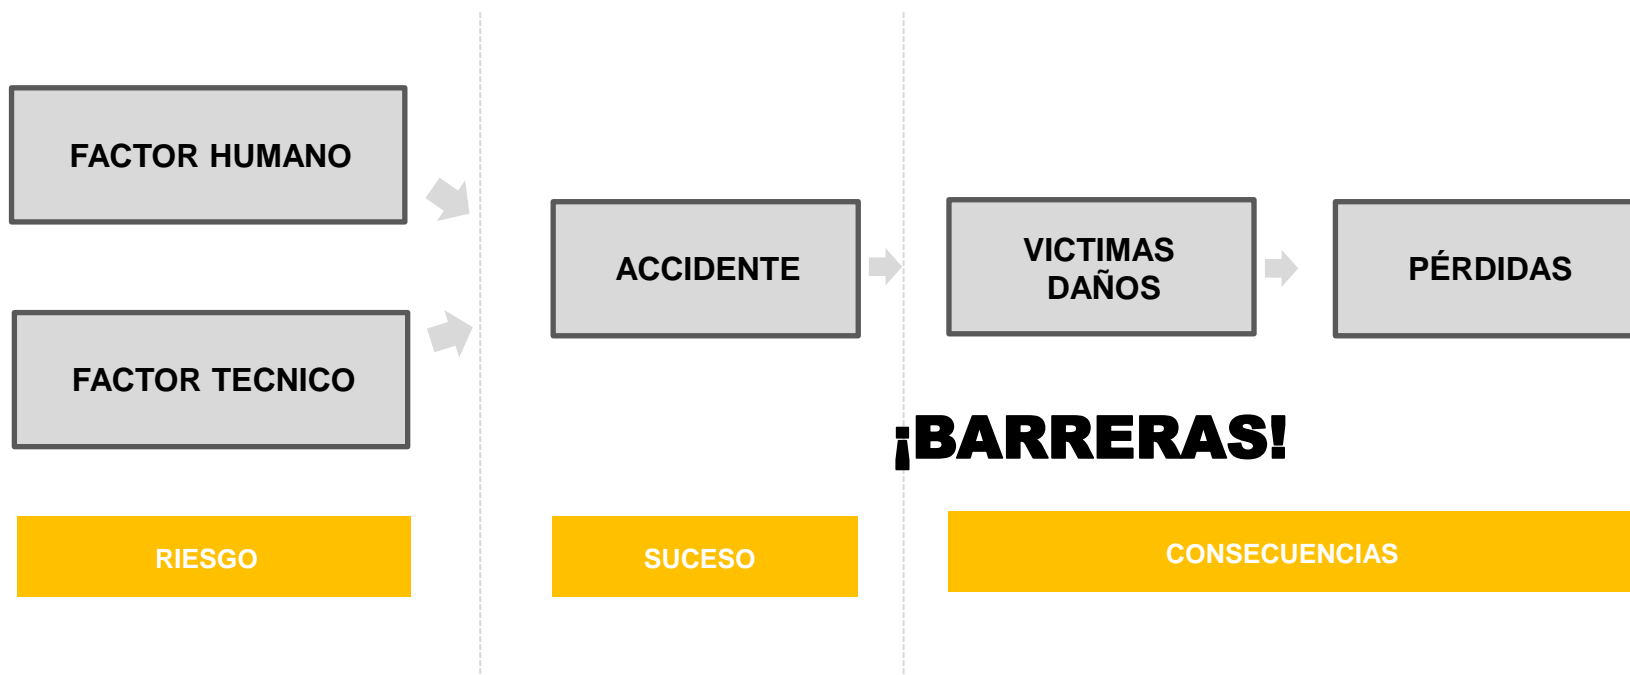 FACTOR HUMANO
FACTOR TECNICO
ACCIDENTE
VICTIMAS
DAÑOS
PÉRDIDAS
¡BARRERAS!
RIESGO
SUCESO
CONSECUENCIAS